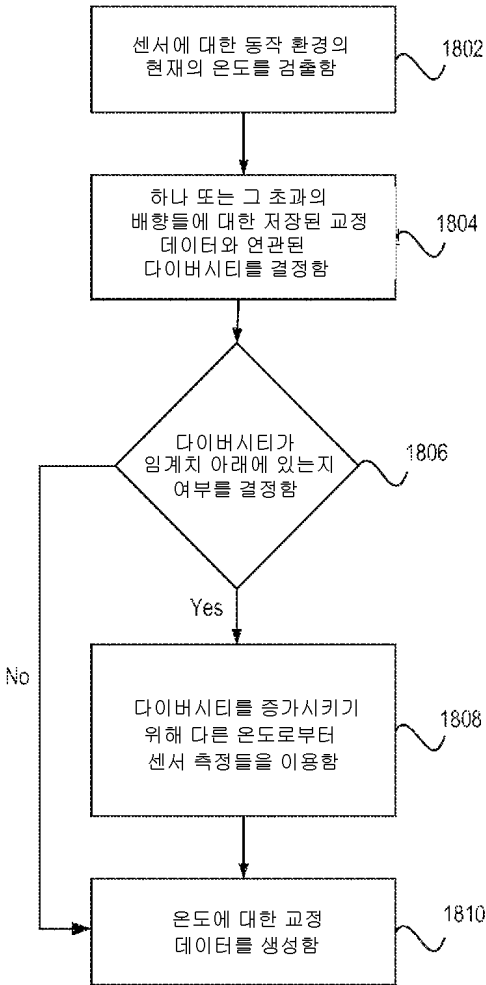 센서에 대한 동작 환경의
현재의 온도를 검출함
1802
하나 또는 그 초과의
배향들에 대한 저장된 교정
데이터와 연관된
다이버시티를 결정함
1804
다이버시티가
임계치 아래에 있는지
여부를 결정함
1806
Yes
No
다이버시티를 증가시키기
위해 다른 온도로부터
센서 측정들을 이용함
1808
온도에 대한 교정
데이터를 생성함
1810